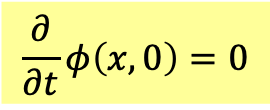 ∂/∂t ϕ(x, 0) = 0